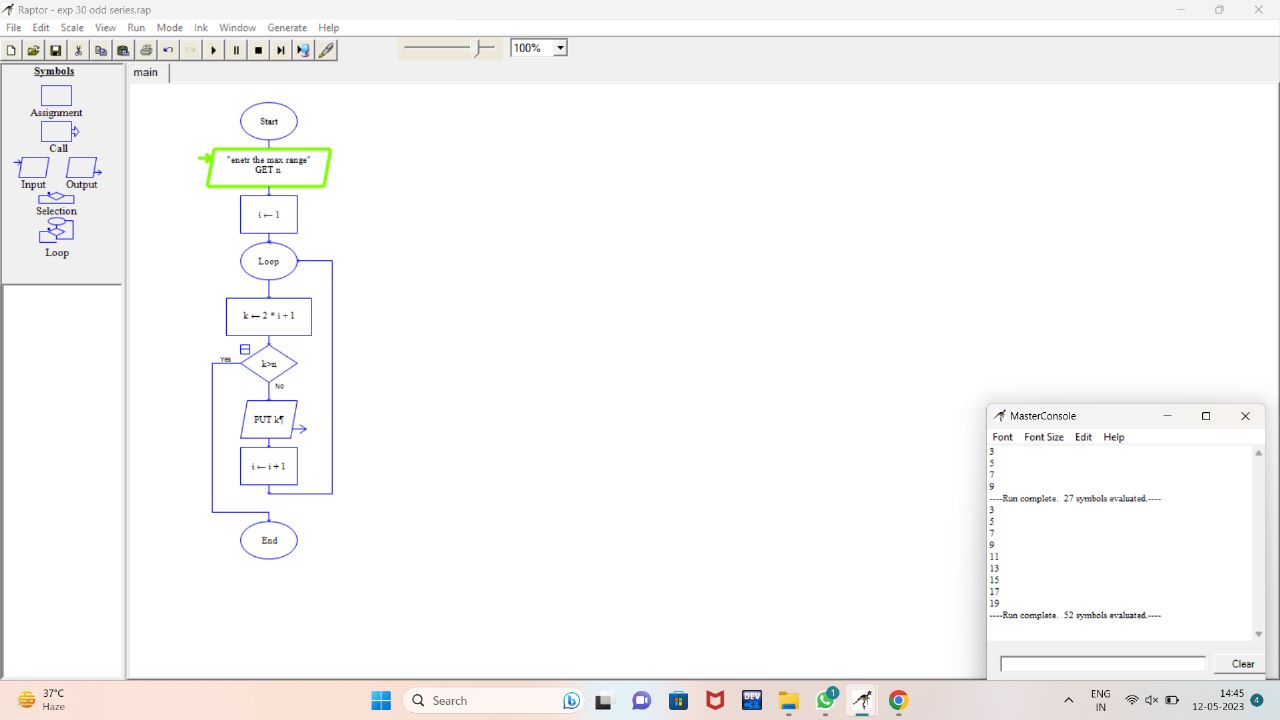 Raptor - exp 30 odd series.rap
File Edit Scale View Run Mode Ink Window Generate Help
100%
Symbols
Assignment
Call
Input Output
Selection
Loop
main
Start
"enetr the max range"
GET n
i ← 1
Loop
k ← 2 * i + 1
Yes
k>n
No
PUT k¶
i ← i + 1
End
MasterConsole
Font Font Size Edit Help
3
5
7
9
----Run complete. 27 symbols evaluated.----
3
5
7
9
11
13
15
17
19
----Run complete. 52 symbols evaluated.----
Clear
37°C
Haze
Search
DEV
1
ENG
IN
14:45
12-05-2023
4